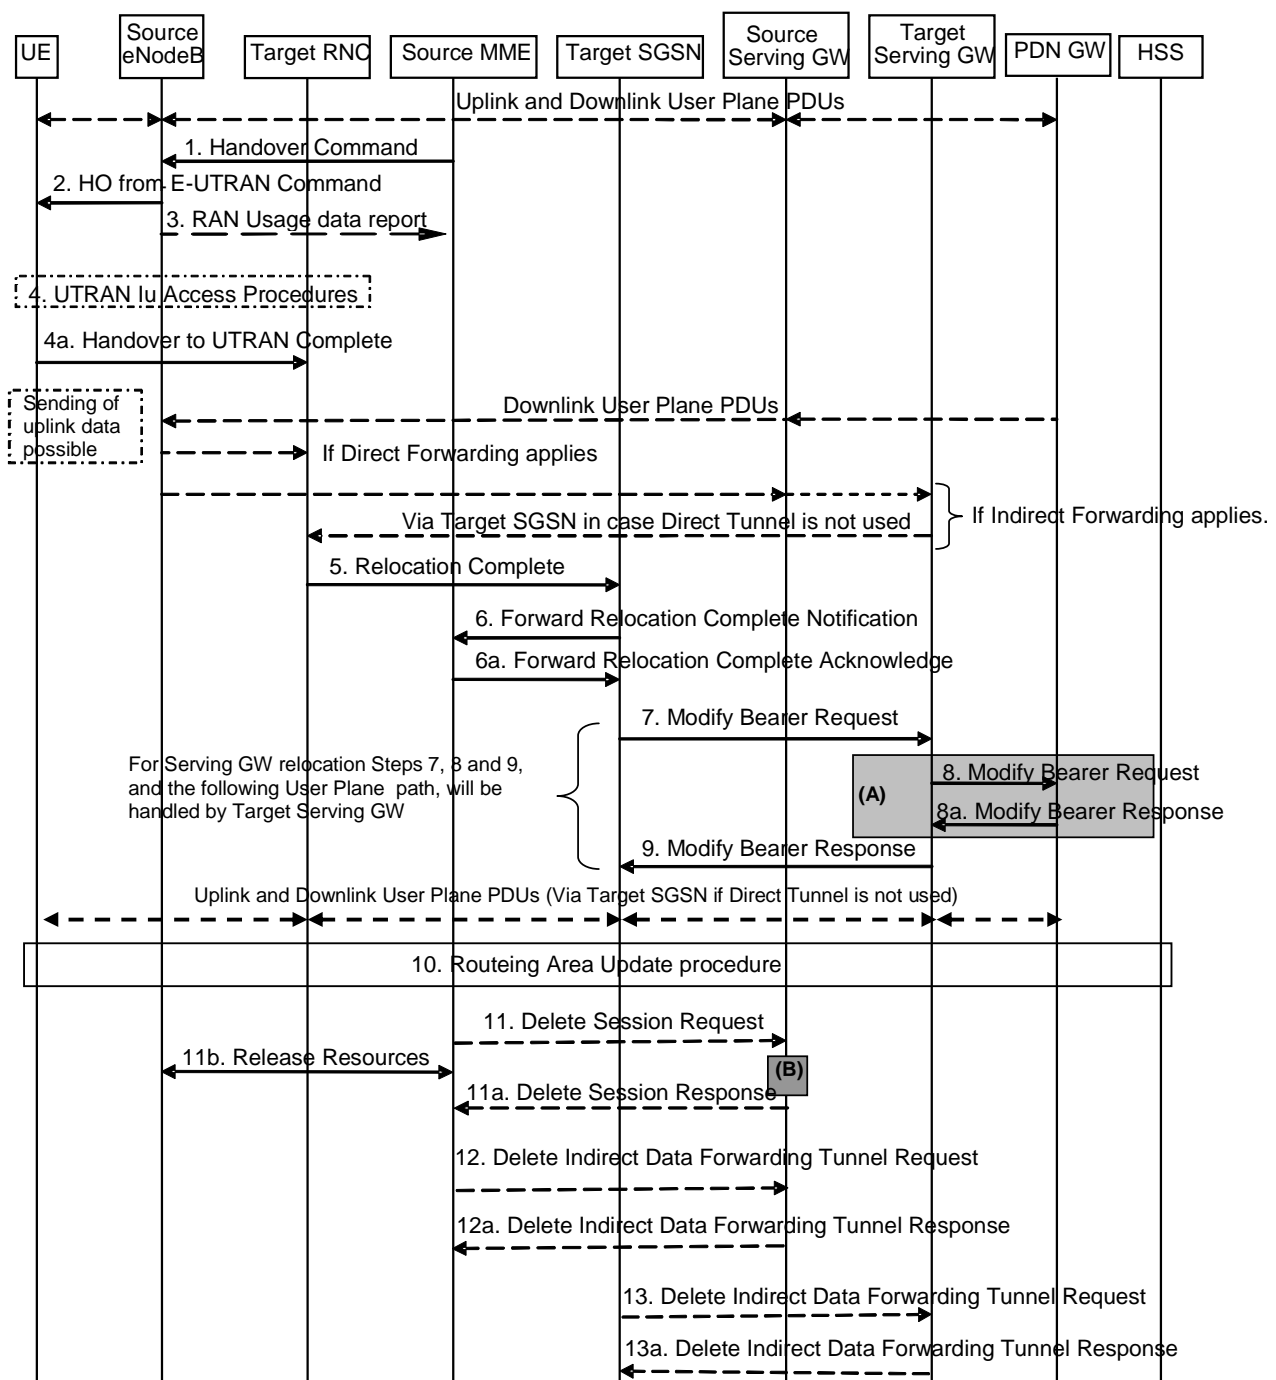 UE
Source
eNodeB
Target RNC
Source MME
Target SGSN
Source
Serving GW
Target
Serving GW
PDN GW
HSS
Uplink and Downlink User Plane PDUs
1. Handover Command
2. HO from E-UTRAN Command
3. RAN Usage data report
4. UTRAN Iu Access Procedures
4a. Handover to UTRAN Complete
Sending of
uplink data
possible
Downlink User Plane PDUs
If Direct Forwarding applies
Via Target SGSN in case Direct Tunnel is not used
If Indirect Forwarding applies.
5. Relocation Complete
6. Forward Relocation Complete Notification
6a. Forward Relocation Complete Acknowledge
7. Modify Bearer Request
For Serving GW relocation Steps 7, 8 and 9,
and the following User Plane path, will be
handled by Target Serving GW
(A)
8. Modify Bearer Request
8a. Modify Bearer Response
9. Modify Bearer Response
Uplink and Downlink User Plane PDUs (Via Target SGSN if Direct Tunnel is not used)
10. Routeing Area Update procedure
11. Delete Session Request
11b. Release Resources
(B)
11a. Delete Session Response
12. Delete Indirect Data Forwarding Tunnel Request
12a. Delete Indirect Data Forwarding Tunnel Response
13. Delete Indirect Data Forwarding Tunnel Request
13a. Delete Indirect Data Forwarding Tunnel Response